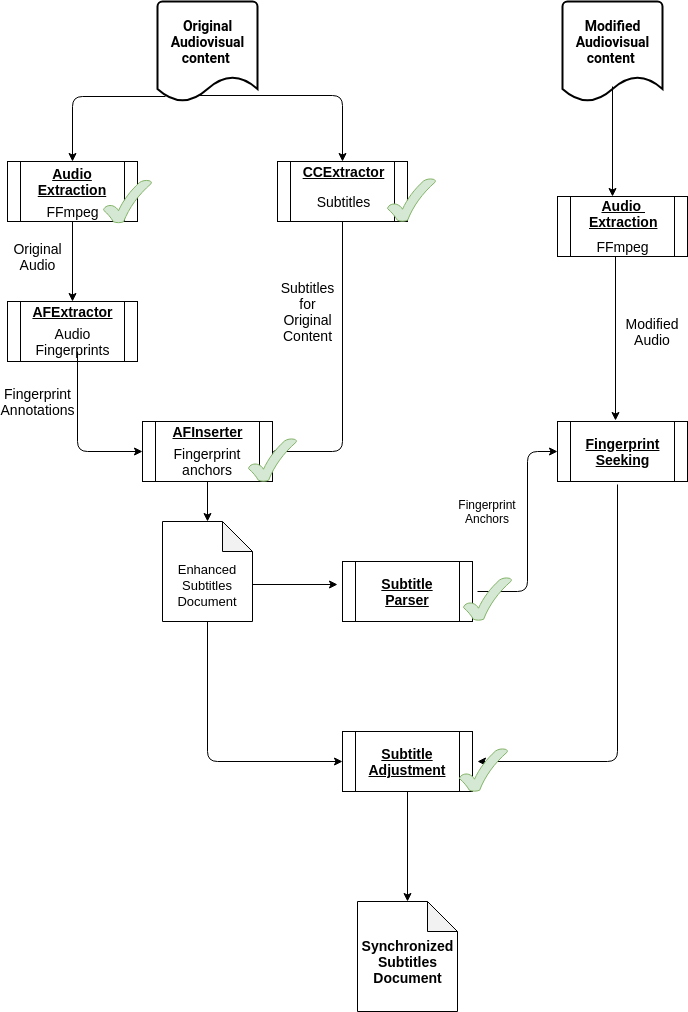 Original
Audiovisual
content
Modified
Audiovisual
content
Audio
Extraction
FFmpeg
CCExtractor
Subtitles
Audio
Extraction
FFmpeg
Original
Audio
Subtitles
for
Original
Content
AFExtractor
Audio
Fingerprints
Modified
Audio
Fingerprint
Annotations
AFInserter
Fingerprint
anchors
Fingerprint
Seeking
Fingerprint
Anchors
Enhanced
Subtitles
Document
Subtitle
Parser
Subtitle
Adjustment
Synchronized
Subtitles
Document